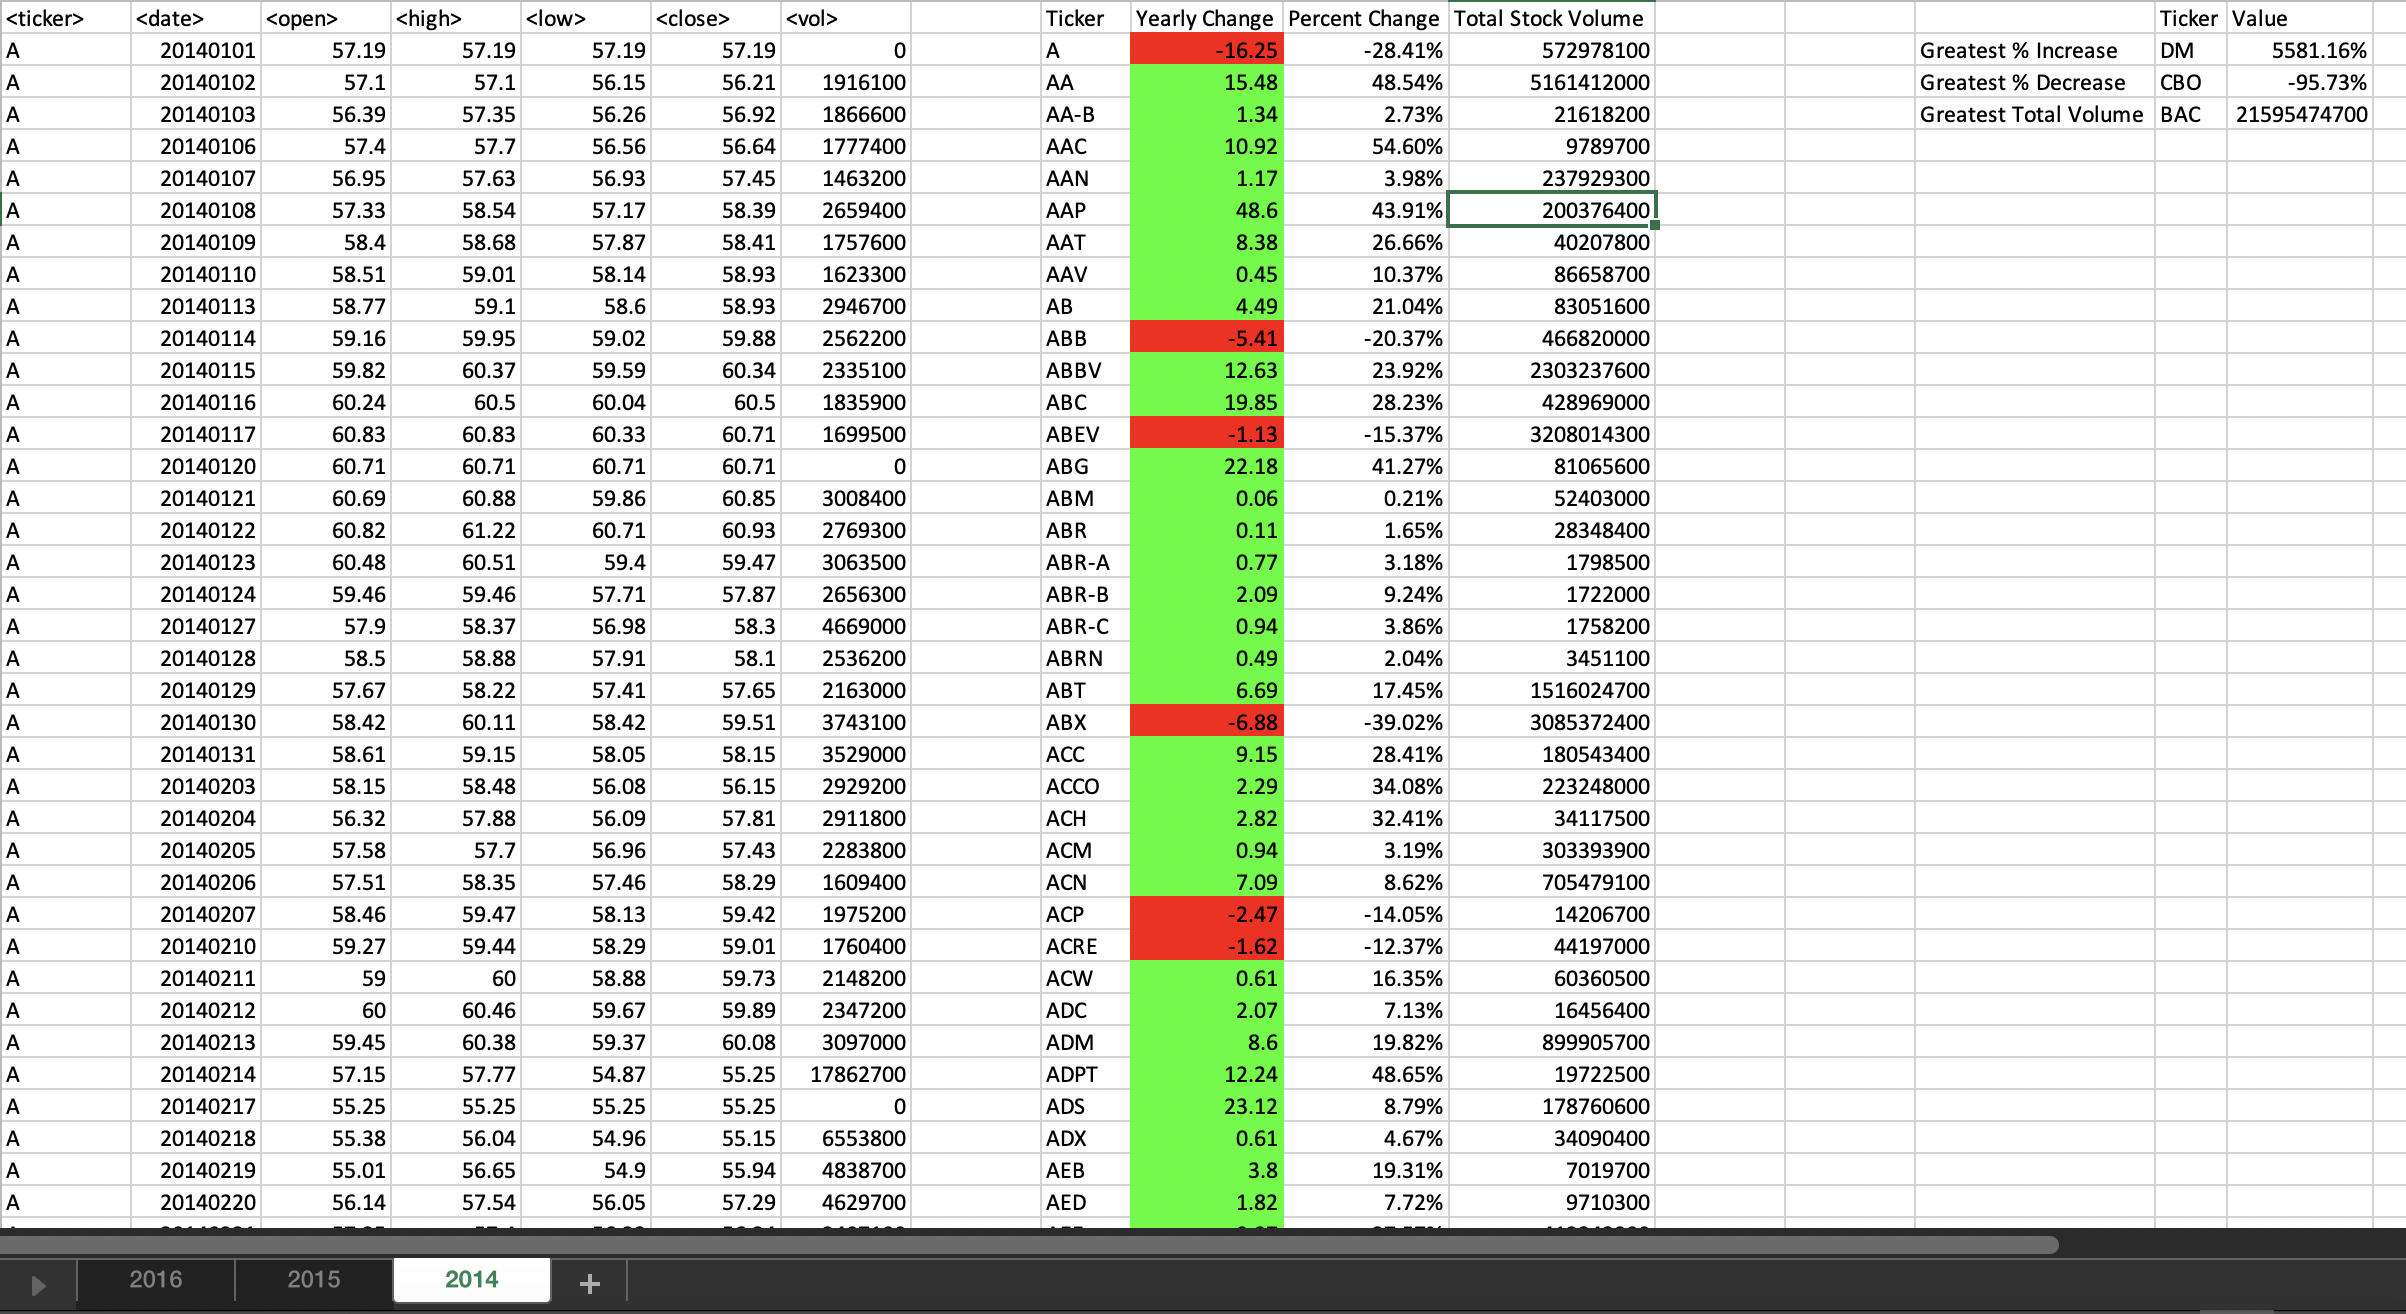 <ticker> <date> <open> <high> <low> <close> <vol> Ticker Yearly Change Percent Change Total Stock Volume Ticker Value
A 20140101 57.19 57.19 57.19 57.19 0 A -16.25 -28.41% 572978100 Greatest % Increase DM 5581.16%
A 20140102 57.1 57.1 56.15 56.21 1916100 AA 15.48 48.54% 5161412000 Greatest % Decrease CBO -95.73%
A 20140103 56.39 57.35 56.26 56.92 1866600 AA-B 1.34 2.73% 21618200 Greatest Total Volume BAC 21595474700
A 20140106 57.4 57.7 56.56 56.64 1777400 AAC 10.92 54.60% 9789700
A 20140107 56.95 57.63 56.93 57.45 1463200 AAN 1.17 3.98% 237929300
A 20140108 57.33 58.54 57.17 58.39 2659400 AAP 48.6 43.91% 200376400
A 20140109 58.4 58.68 57.87 58.41 1757600 AAT 8.38 26.66% 40207800
A 20140110 58.51 59.01 58.14 58.93 1623300 AAV 0.45 10.37% 86658700
A 20140113 58.77 59.1 58.6 58.93 2946700 AB 4.49 21.04% 83051600
A 20140114 59.16 59.95 59.02 59.88 2562200 ABB -5.41 -20.37% 466820000
A 20140115 59.82 60.37 59.59 60.34 2335100 ABBV 12.63 23.92% 2303237600
A 20140116 60.24 60.5 60.04 60.5 1835900 ABC 19.85 28.23% 428969000
A 20140117 60.83 60.83 60.33 60.71 1699500 ABEV -1.13 -15.37% 3208014300
A 20140120 60.71 60.71 60.71 60.71 0 ABG 22.18 41.27% 81065600
A 20140121 60.69 60.88 59.86 60.85 3008400 ABM 0.06 0.21% 52403000
A 20140122 60.82 61.22 60.71 60.93 2769300 ABR 0.11 1.65% 28348400
A 20140123 60.48 60.51 59.4 59.47 3063500 ABR-A 0.77 3.18% 1798500
A 20140124 59.46 59.46 57.71 57.87 2656300 ABR-B 2.09 9.24% 1722000
A 20140127 57.9 58.37 56.98 58.3 4669000 ABR-C 0.94 3.86% 1758200
A 20140128 58.5 58.88 57.91 58.1 2536200 ABRN 0.49 2.04% 3451100
A 20140129 57.67 58.22 57.41 57.65 2163000 ABT 6.69 17.45% 1516024700
A 20140130 58.42 60.11 58.42 59.51 3743100 ABX -6.88 -39.02% 3085372400
A 20140131 58.61 59.15 58.05 58.15 3529000 ACC 9.15 28.41% 180543400
A 20140203 58.15 58.48 56.08 56.15 2929200 ACCO 2.29 34.08% 223248000
A 20140204 56.32 57.88 56.09 57.81 2911800 ACH 2.82 32.41% 34117500
A 20140205 57.58 57.7 56.96 57.43 2283800 ACM 0.94 3.19% 303393900
A 20140206 57.51 58.35 57.46 58.29 1609400 ACN 7.09 8.62% 705479100
A 20140207 58.46 59.47 58.13 59.42 1975200 ACP -2.47 -14.05% 14206700
A 20140210 59.27 59.44 58.29 59.01 1760400 ACRE -1.62 -12.37% 44197000
A 20140211 59 60 58.88 59.73 2148200 ACW 0.61 16.35% 60360500
A 20140212 60 60.46 59.67 59.89 2347200 ADC 2.07 7.13% 16456400
A 20140213 59.45 60.38 59.37 60.08 3097000 ADM 8.6 19.82% 899905700
A 20140214 57.15 57.77 54.87 55.25 17862700 ADPT 12.24 48.65% 19722500
A 20140217 55.25 55.25 55.25 55.25 0 ADS 23.12 8.79% 178760600
A 20140218 55.38 56.04 54.96 55.15 6553800 ADX 0.61 4.67% 34090400
A 20140219 55.01 56.65 54.9 55.94 4838700 AEB 3.8 19.31% 7019700
A 20140220 56.14 57.54 56.05 57.29 4629700 AED 1.82 7.72% 9710300
2016 2015 2014 +